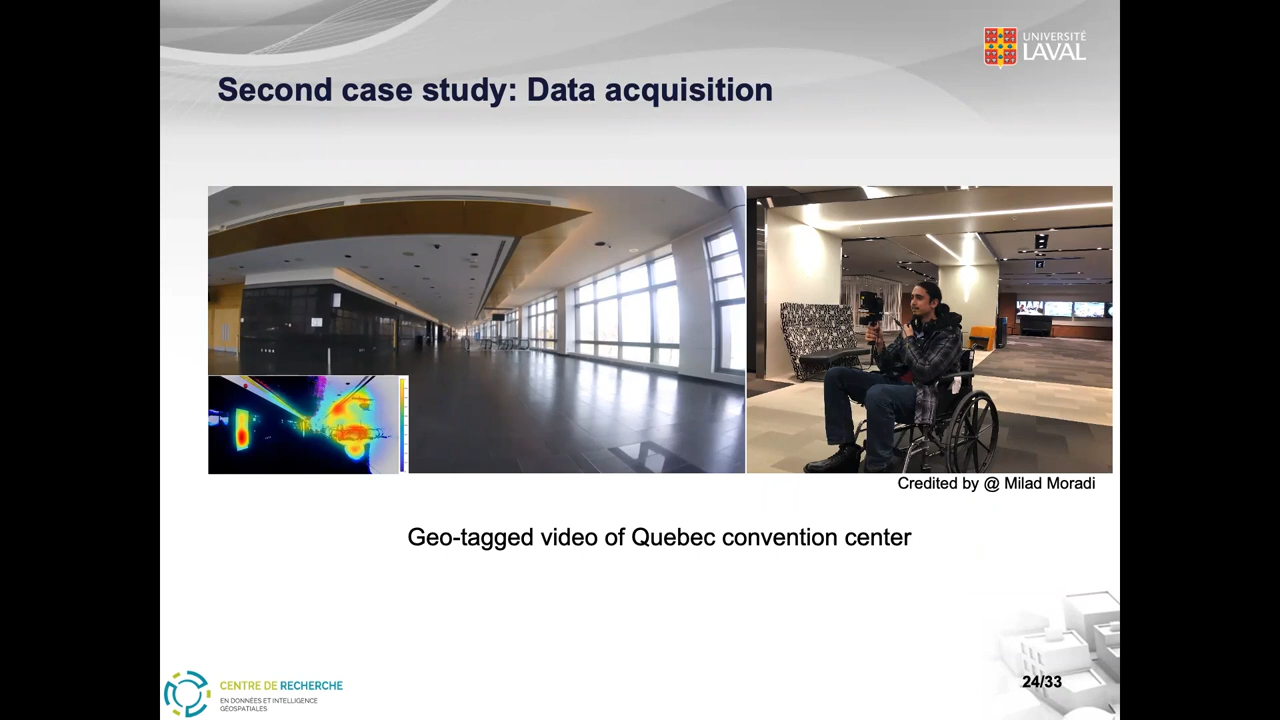 UNIVERSITÉ
LAVAL
Second case study: Data acquisition
Credited by @ Milad Moradi
Geo-tagged video of Quebec convention center
CENTRE DE RECHERCHE
EN DONNÉES ET INTELLIGENCE
GÉOSPATIALES
24/33